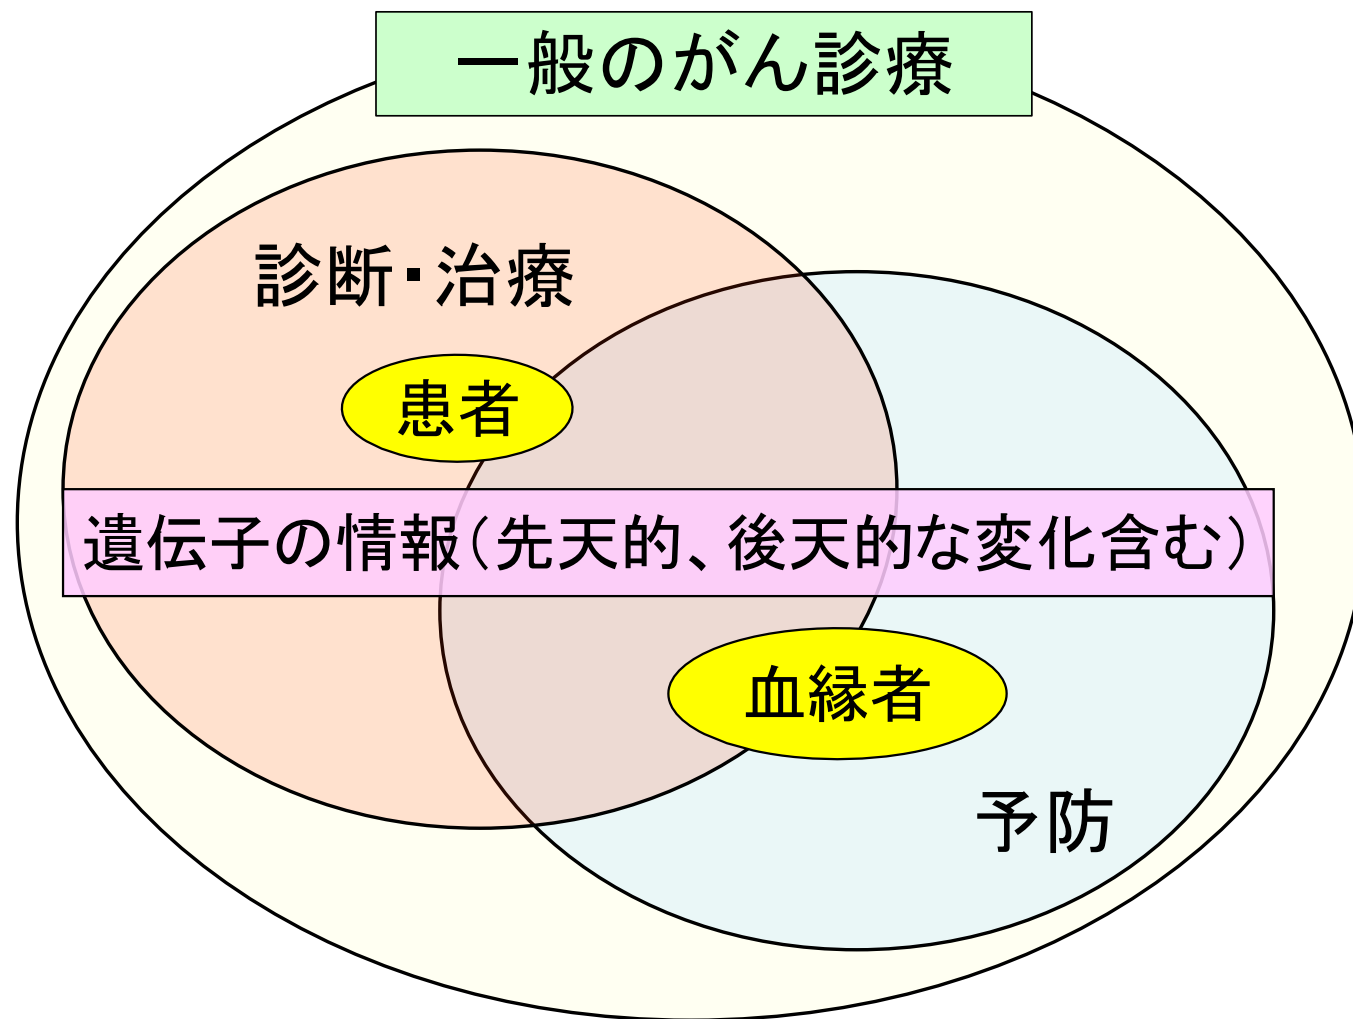 一般のがん診療
診断・治療
患者
遺伝子の情報（先天的、後天的な変化含む）
血縁者
予防